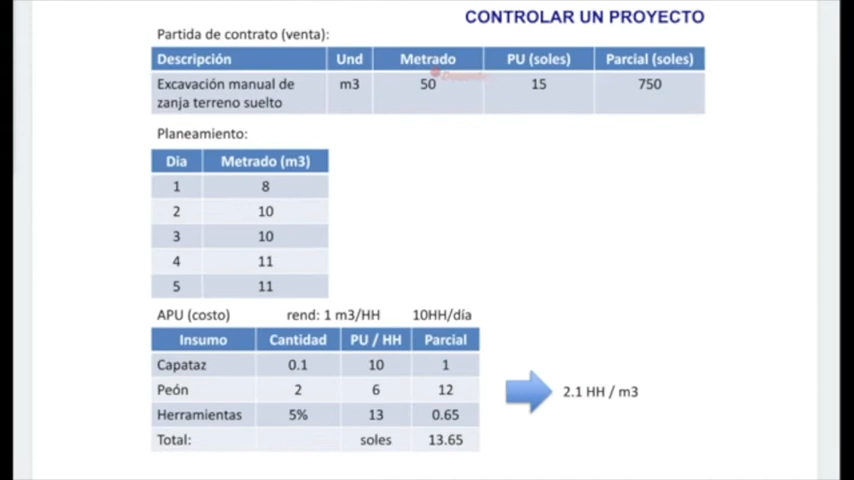 CONTROLAR UN PROYECTO
Partida de contrato (venta):
Descripción Und Metrado PU (soles) Parcial (soles)
Excavación manual de zanja terreno suelto m3 50 15 750
Planeamiento:
Dia Metrado (m3)
1 8
2 10
3 10
4 11
5 11
APU (costo) rend: 1 m3/HH 10HH/día
Insumo Cantidad PU / HH Parcial
Capataz 0.1 10 1
Peón 2 6 12
Herramientas 5% 13 0.65
Total: soles 13.65
2.1 HH / m3